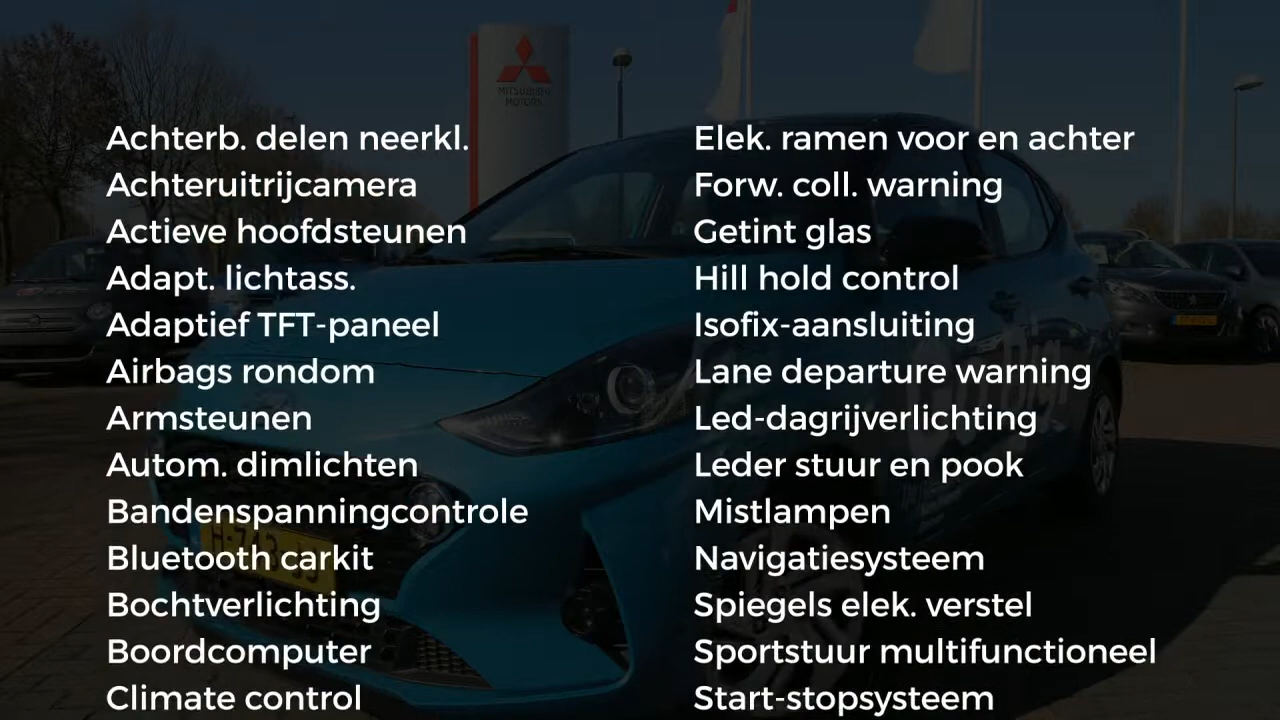 MITSUBISHI
MOTORS
Achterb. delen neerkl.
Achteruitrijcamera
Actieve hoofdsteunen
Adapt. lichtass.
Adaptief TFT-paneel
Airbags rondom
Armsteunen
Autom. dimlichten
Bandenspanningcontrole
Bluetooth carkit
Bochtverlichting
Boordcomputer
Climate control
Elek. ramen voor en achter
Forw. coll. warning
Getint glas
Hill hold control
Isofix-aansluiting
Lane departure warning
Led-dagrijverlichting
Leder stuur en pook
Mistlampen
Navigatiesysteem
Spiegels elek. verstel
Sportstuur multifunctioneel
Start-stopsysteem